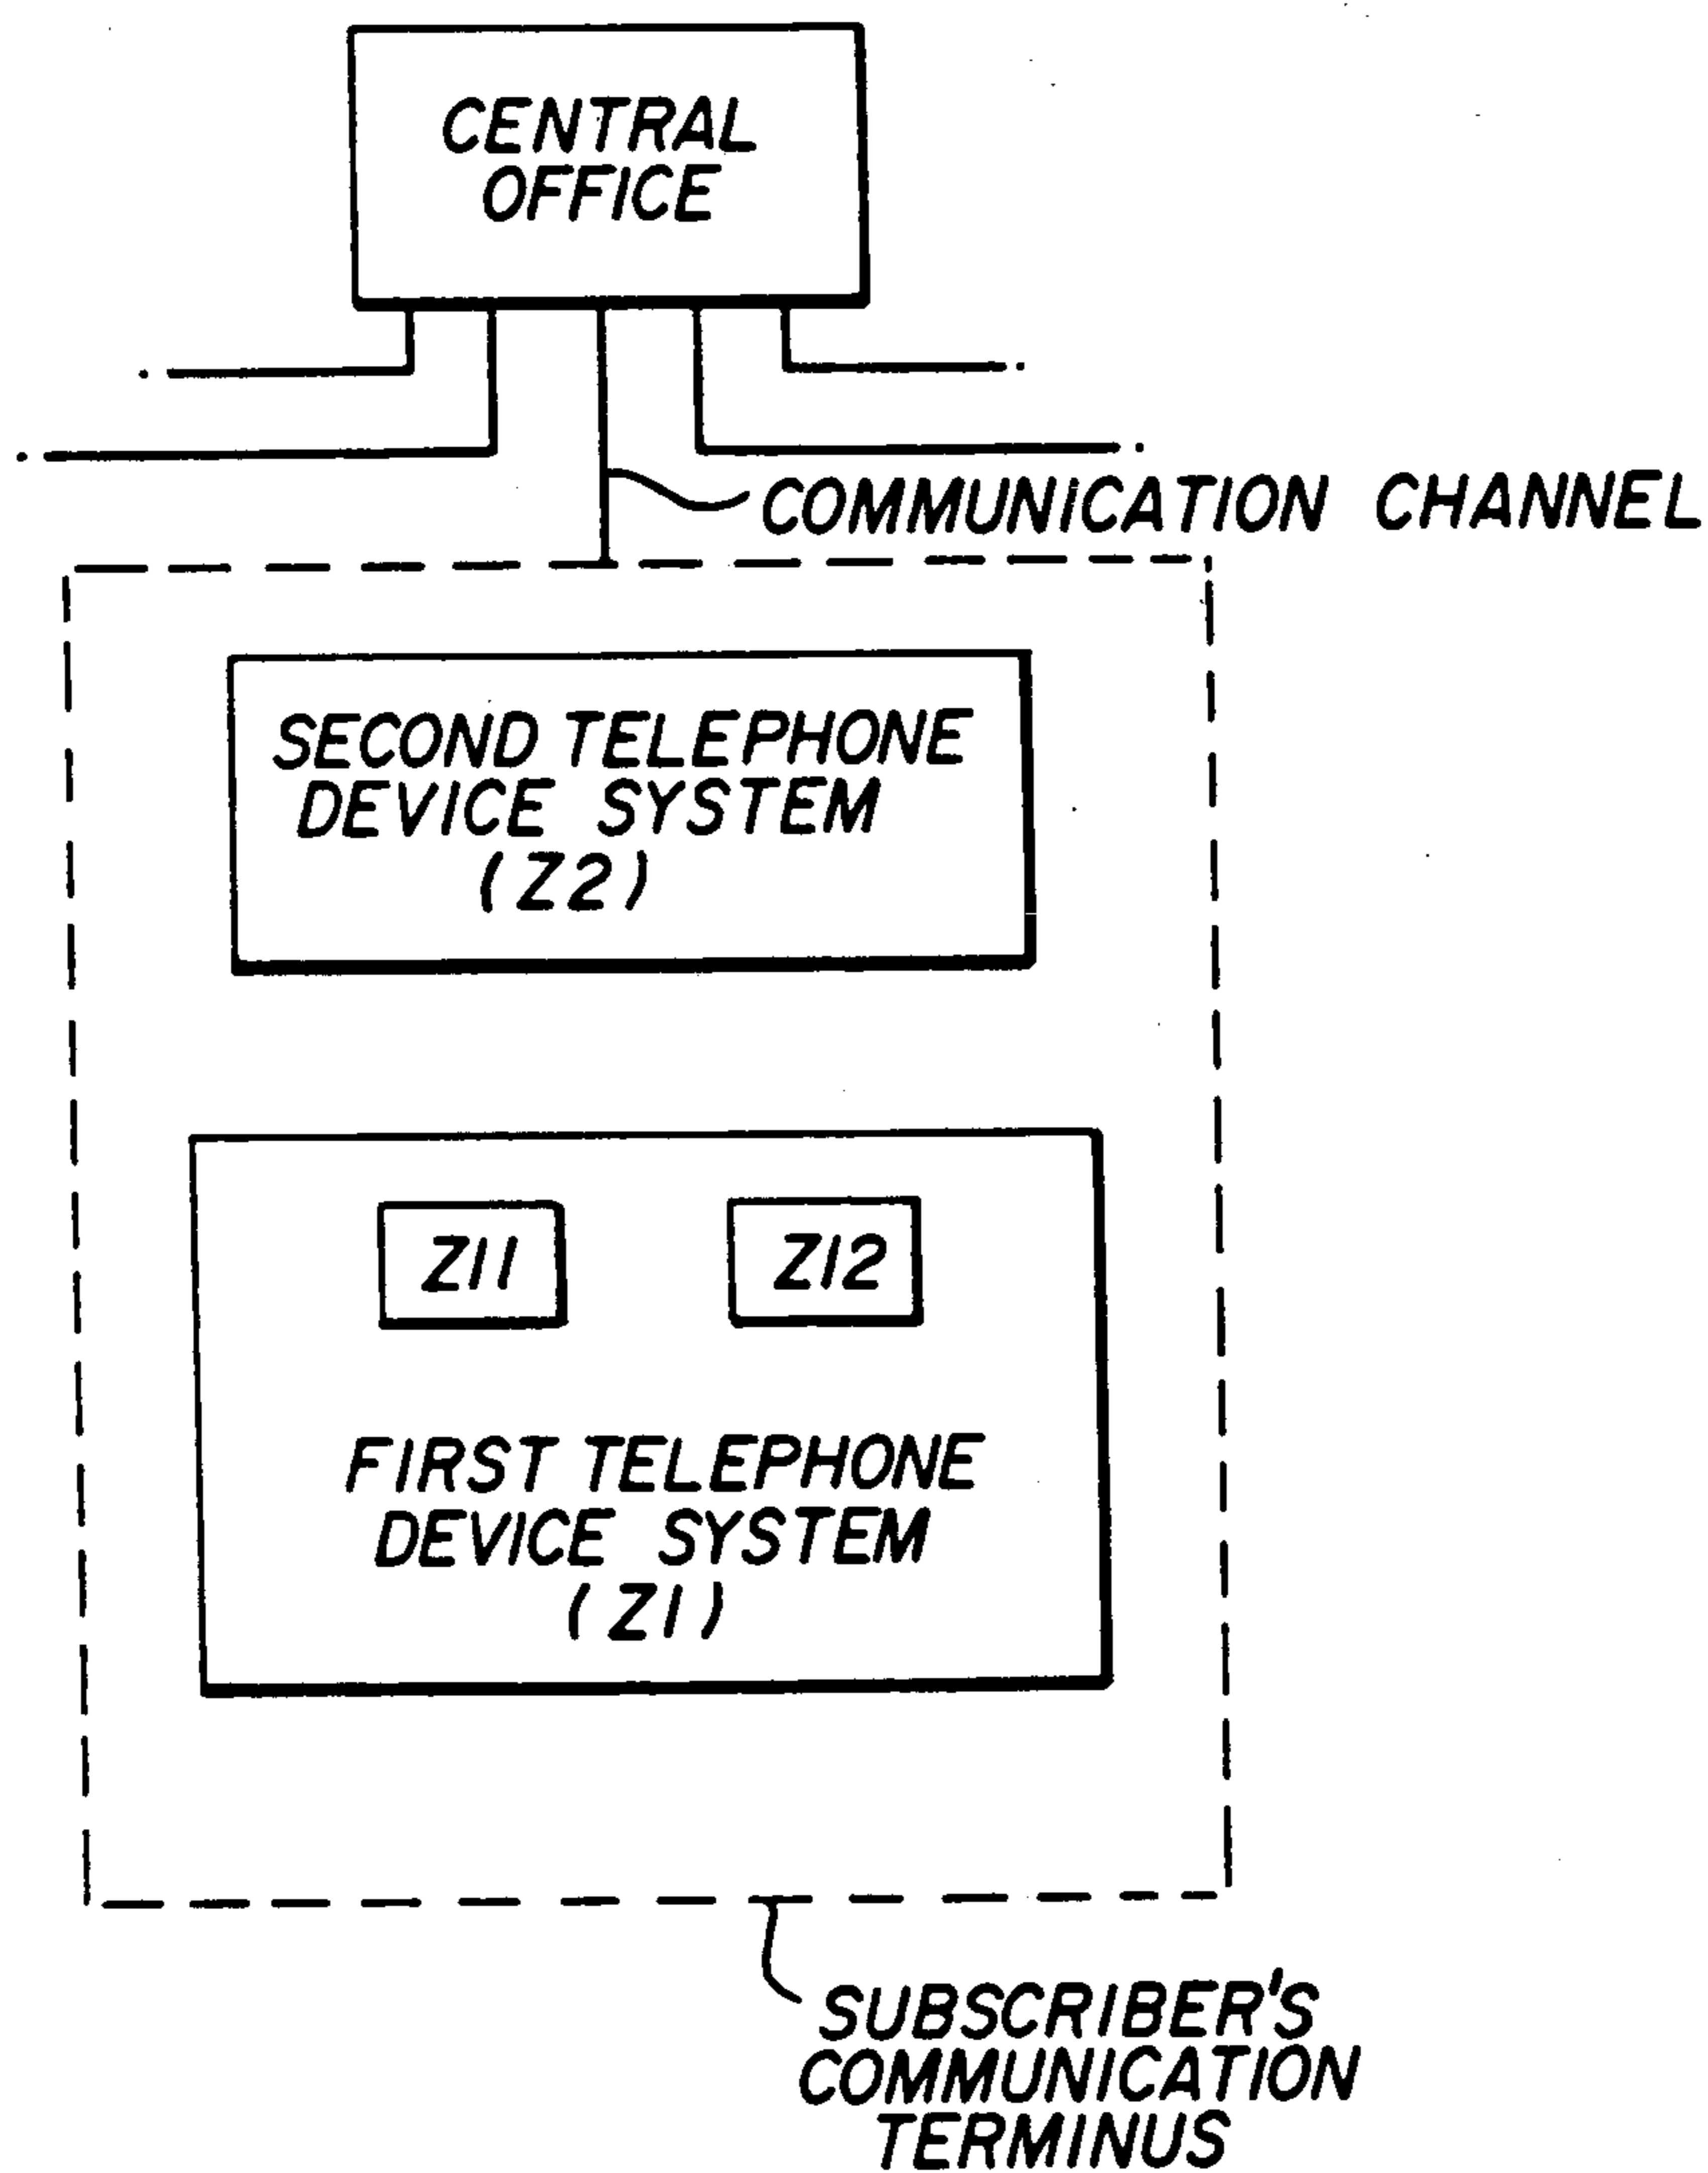 CENTRAL
OFFICE
COMMUNICATION CHANNEL
SECOND TELEPHONE
DEVICE SYSTEM
(Z2)
Z11
Z12
FIRST TELEPHONE
DEVICE SYSTEM
(Z1)
SUBSCRIBER'S
COMMUNICATION
TERMINUS